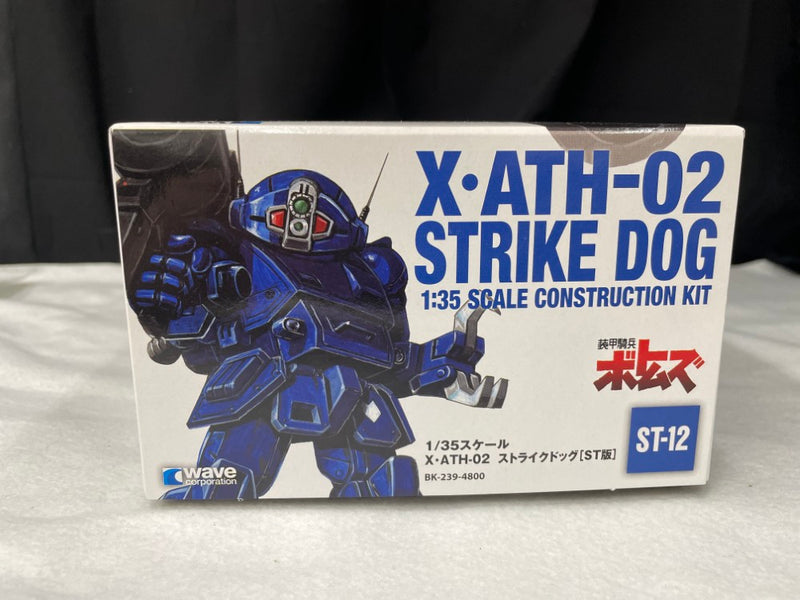 X·ATH-02
STRIKE DOG
1:35 SCALE CONSTRUCTION KIT
装甲騎兵
ボトムズ
1/35スケール
X·ATH-02 ストライクドッグ[ST版]
BK-239-4800
ST-12
wave
corporation